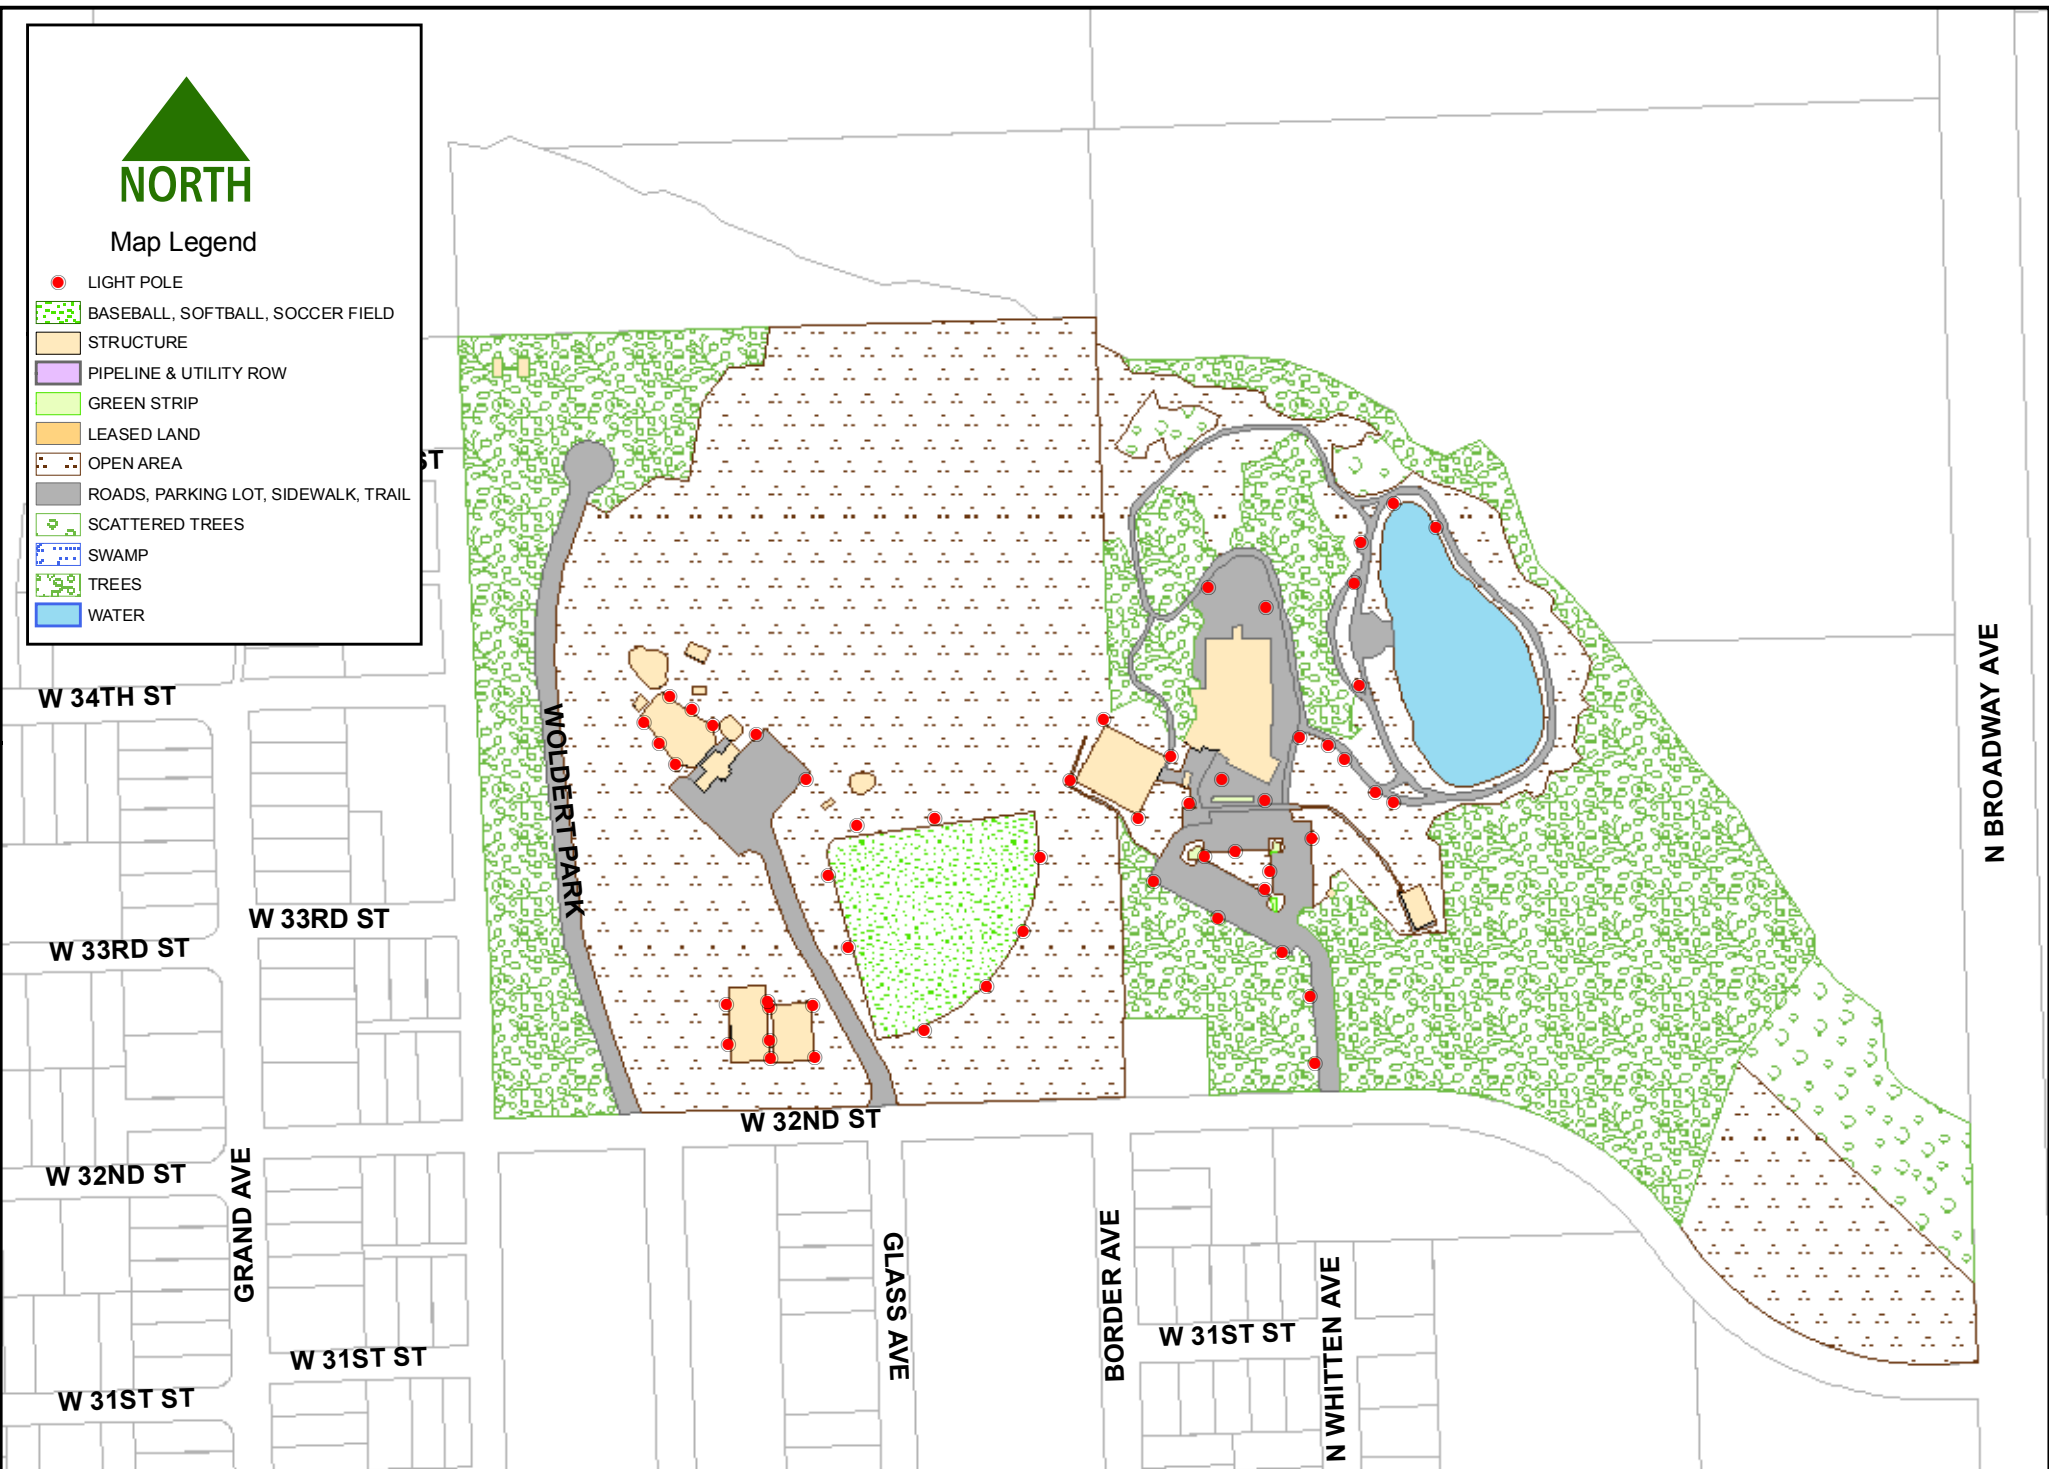 NORTH
Map Legend
LIGHT POLE
BASEBALL, SOFTBALL, SOCCER FIELD
STRUCTURE
PIPELINE & UTILITY ROW
GREEN STRIP
LEASED LAND
OPEN AREA
ROADS, PARKING LOT, SIDEWALK, TRAIL
SCATTERED TREES
SWAMP
TREES
WATER
ST
W 34TH ST
WOLDERT PARK
N BROADWAY AVE
W 33RD ST
W 33RD ST
W 32ND ST
W 32ND ST
GRAND AVE
GLASS AVE
BORDER AVE
N WHITTEN AVE
W 31ST ST
W 31ST ST
W 31ST ST